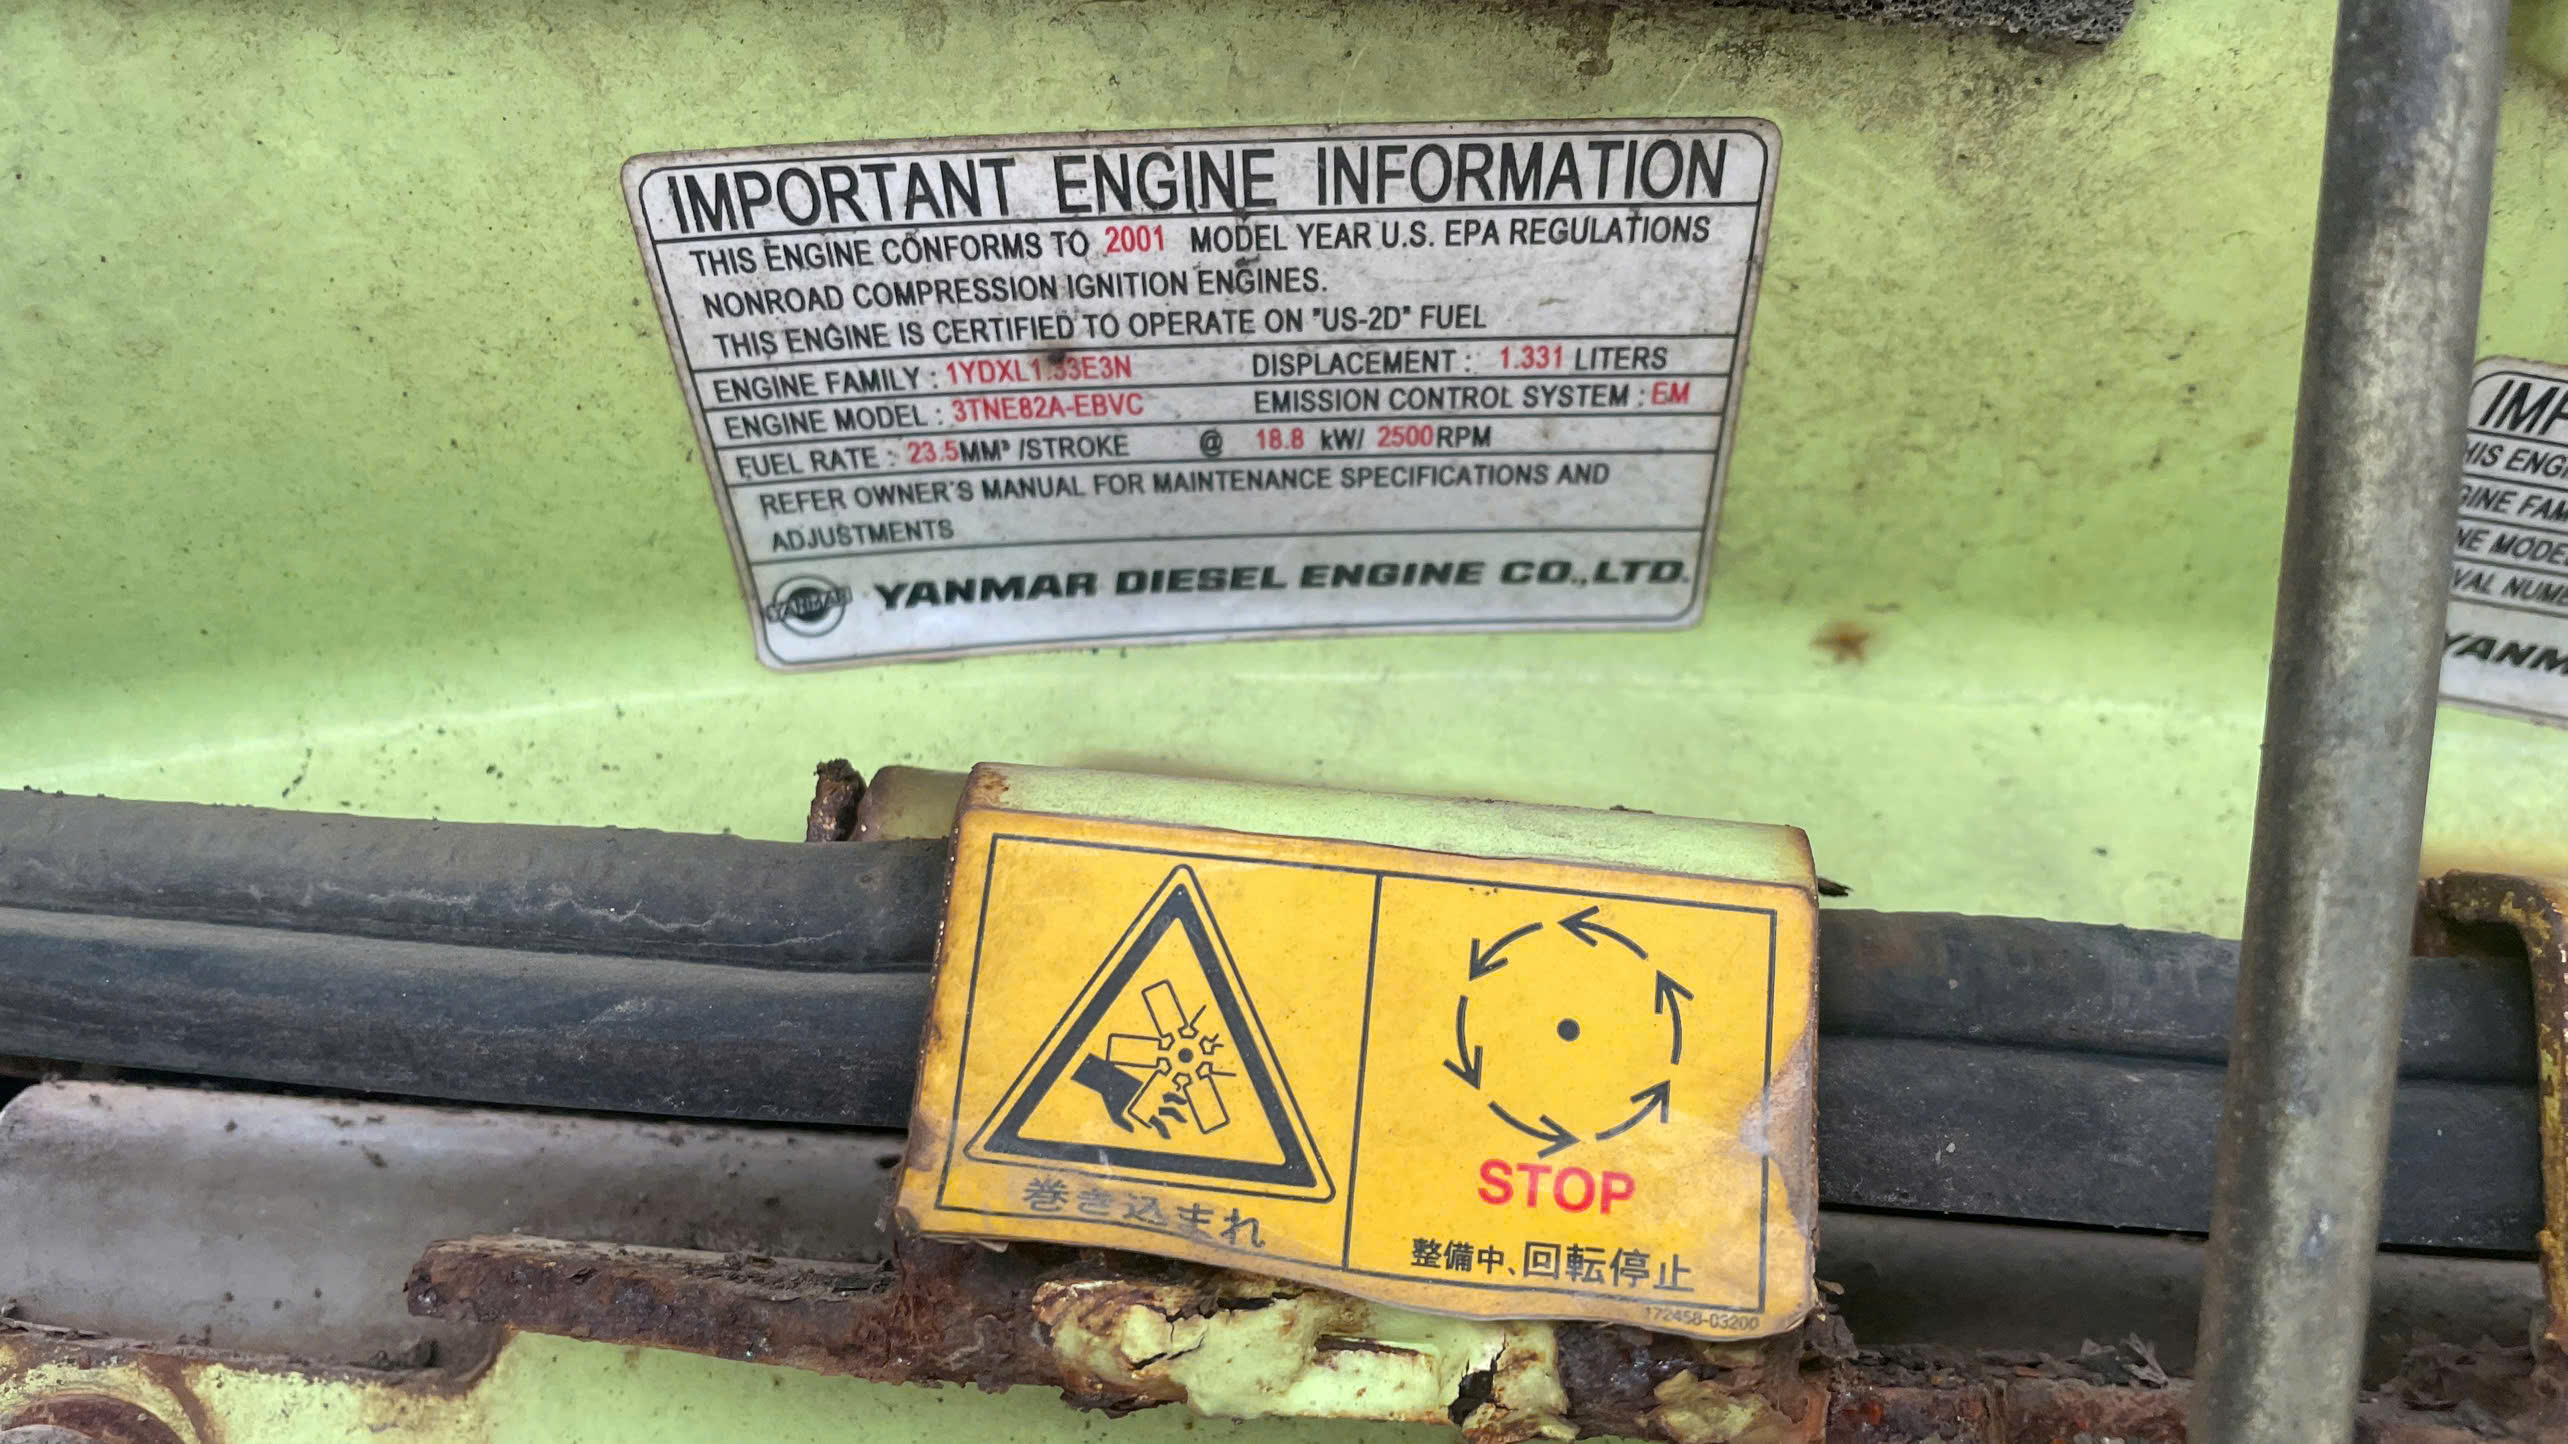 IMPORTANT ENGINE INFORMATION
THIS ENGINE CONFORMS TO 2001 MODEL YEAR U.S. EPA REGULATIONS
NONROAD COMPRESSION IGNITION ENGINES.
THIS ENGINE IS CERTIFIED TO OPERATE ON "US-2D" FUEL
ENGINE FAMILY : 1YDXL1.33E3N DISPLACEMENT : 1.331 LITERS
ENGINE MODEL : 3TNE82A-EBVC EMISSION CONTROL SYSTEM : EM
FUEL RATE : 23.5MM³ /STROKE @ 18.8 kW/ 2500RPM
REFER OWNER'S MANUAL FOR MAINTENANCE SPECIFICATIONS AND
ADJUSTMENTS
YANMAR YANMAR DIESEL ENGINE CO.,LTD.
巻き込まれ
STOP
整備中、回転停止
172458-03200